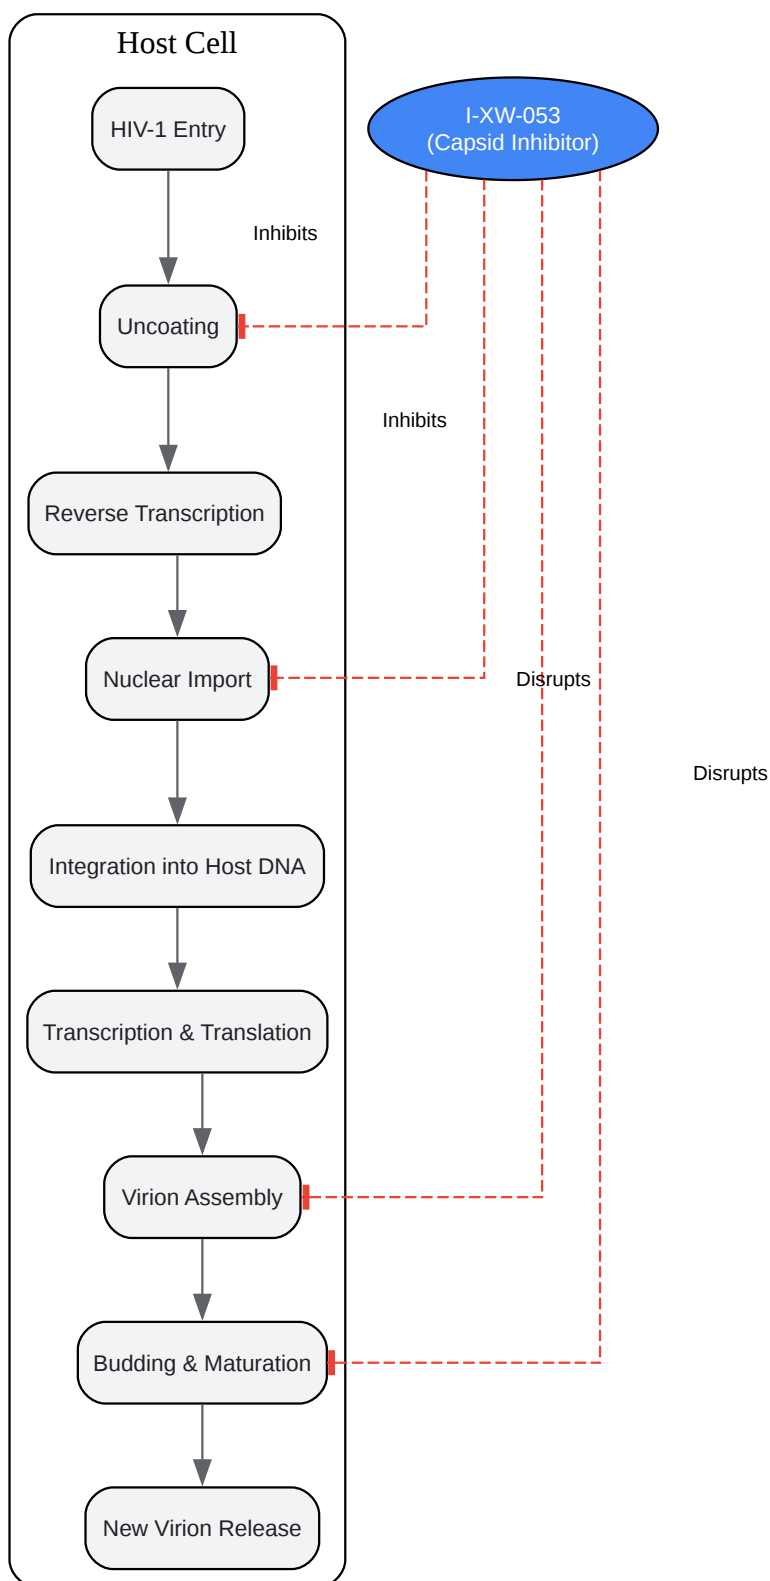 Host Cell
HIV-1 Entry
I-XW-053
(Capsid Inhibitor)
Inhibits
Uncoating
Inhibits
Reverse Transcription
Nuclear Import
Disrupts
Disrupts
Integration into Host DNA
Transcription & Translation
Virion Assembly
Budding & Maturation
New Virion Release